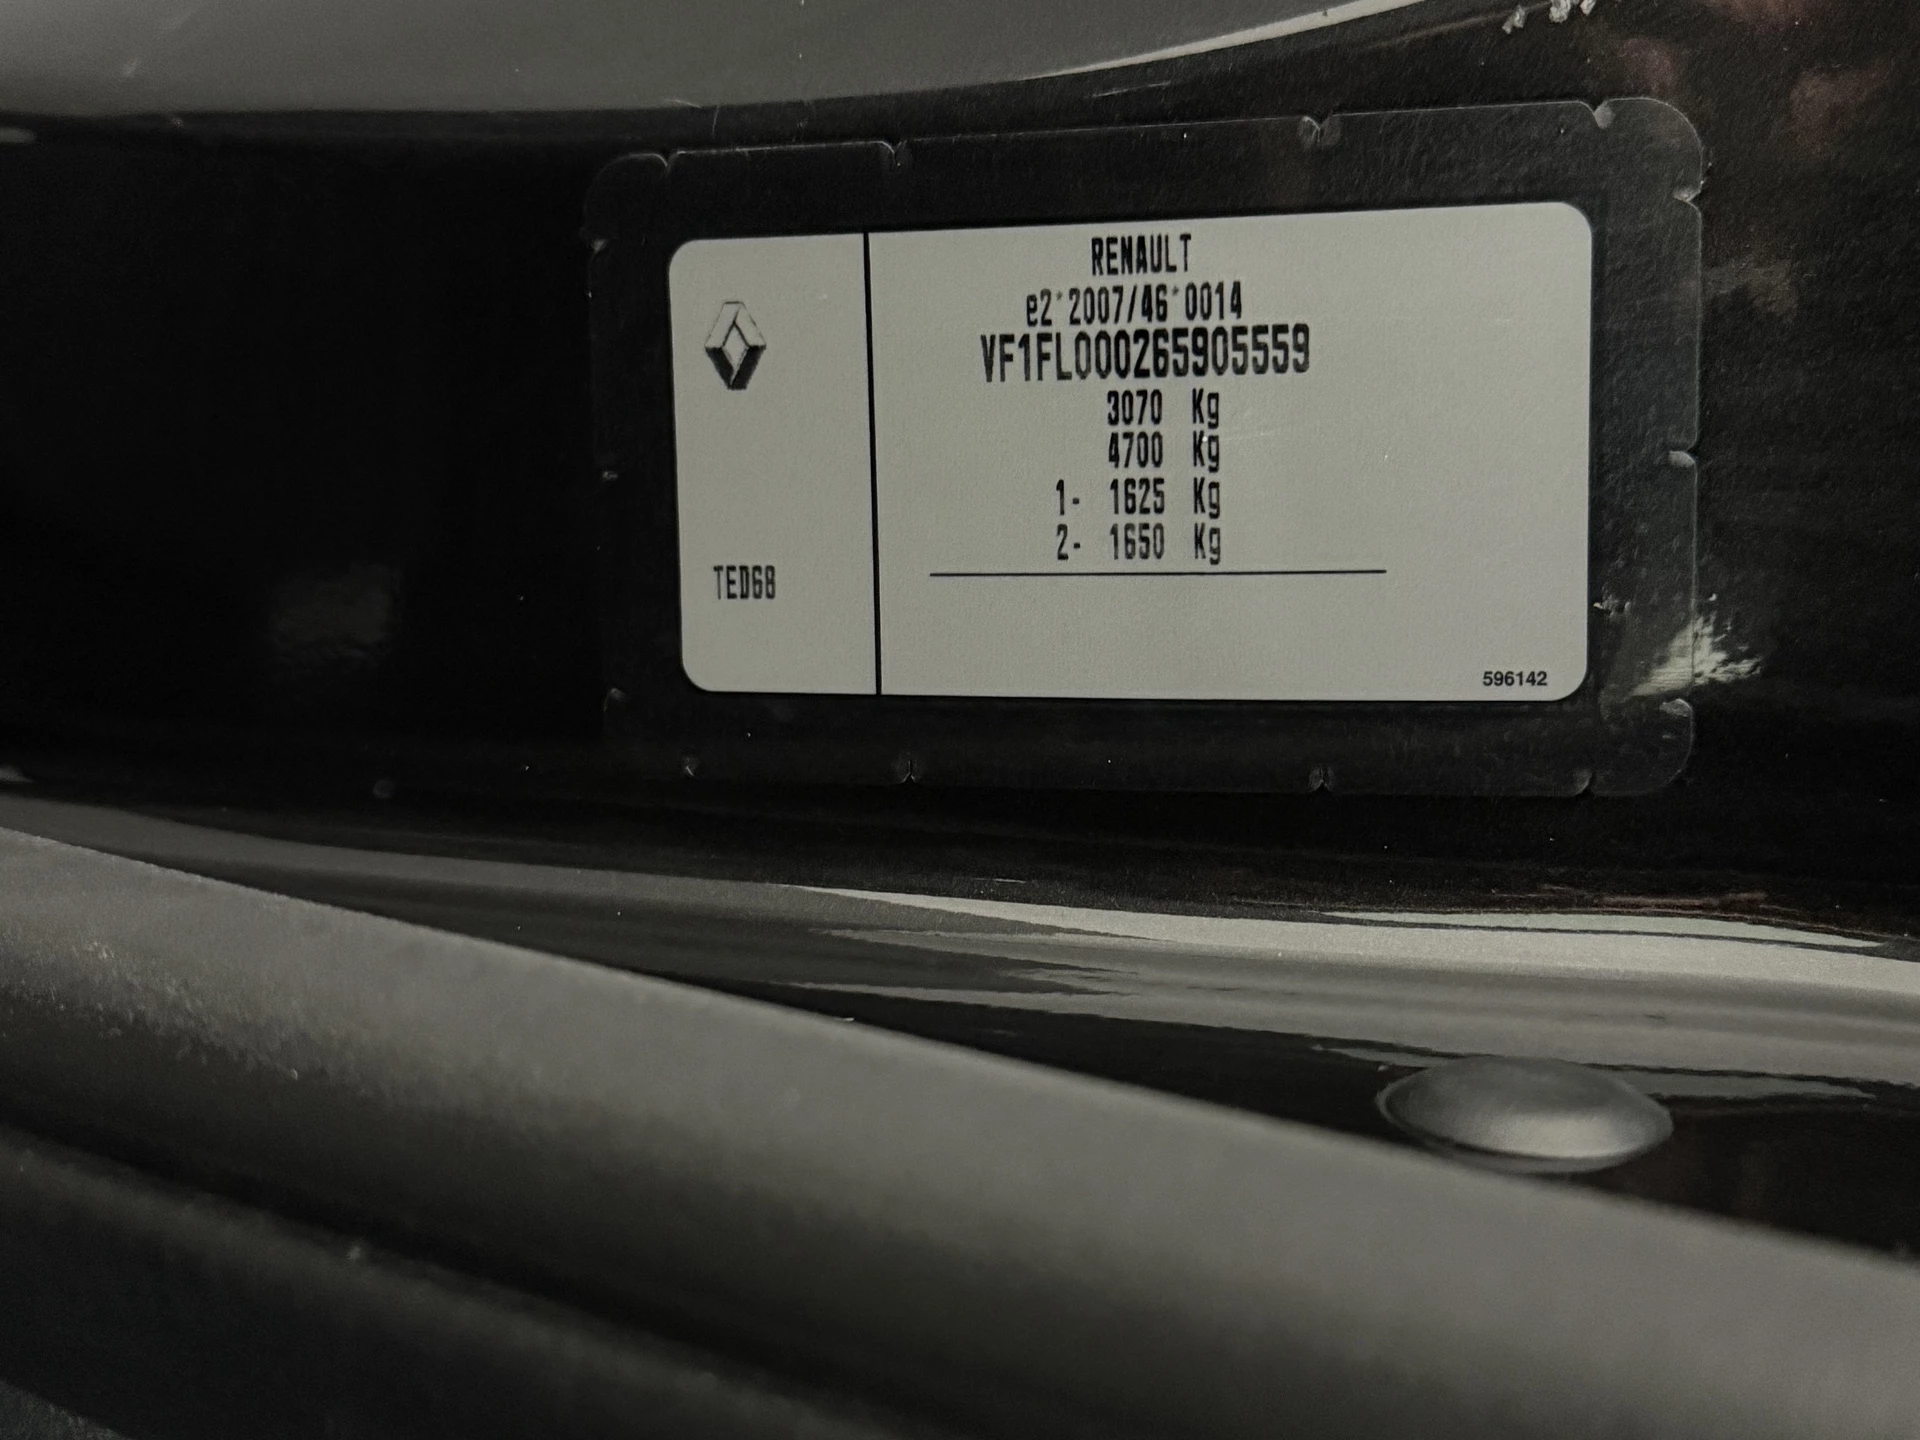 RENAULT
e2*2007/46*0014
VF1FL000265905559
3070 Kg
4700 Kg
1- 1625 Kg
2- 1650 Kg
TED68
596142